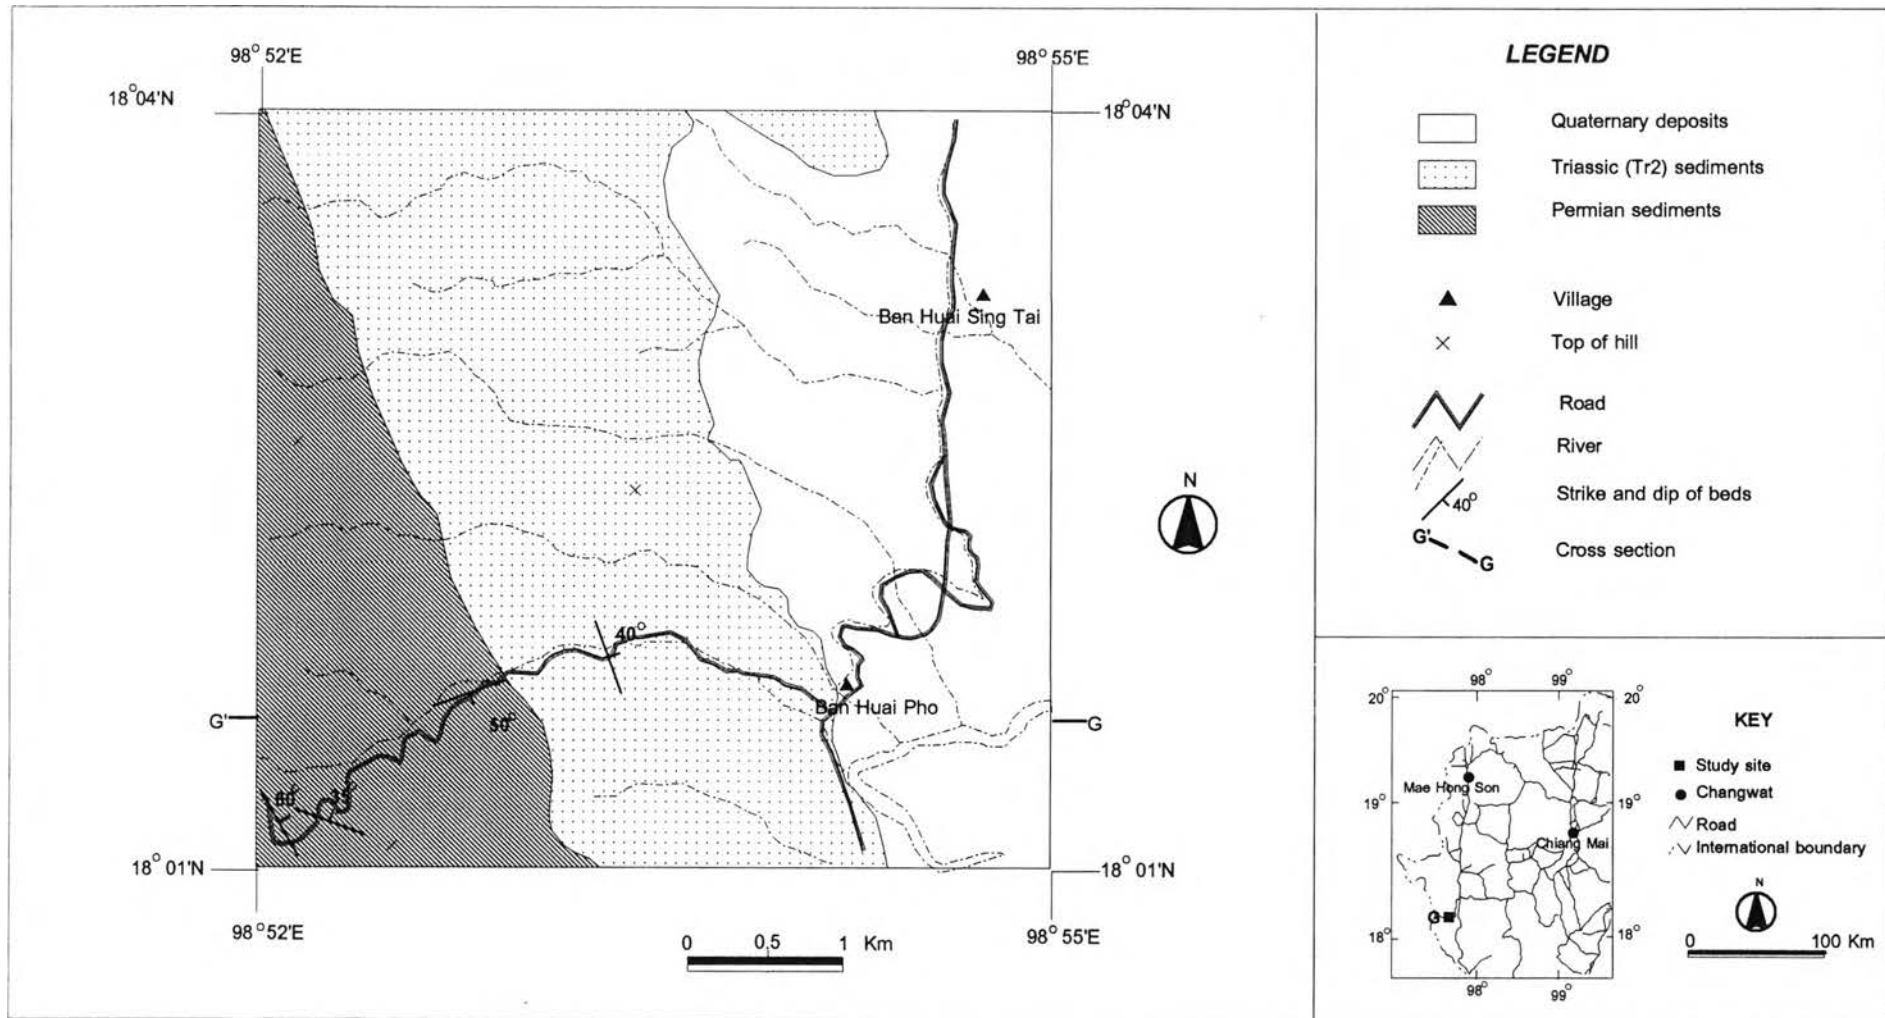 98° 52'E
98° 55'E
18° 04'N
18° 04'N
Ban Huai Sing Tai
40°
50°
Ban Huai Pho
G'
G
60°
35°
18° 01'N
18° 01'N
98° 52'E
98° 55'E
0 0.5 1 Km
N
LEGEND
Quaternary deposits
Triassic (Tr2) sediments
Permian sediments
Village
Top of hill
Road
River
40°
Strike and dip of beds
G'
G
Cross section
98° 99°
20° 20°
Mae Hong Son
19° 19°
Chiang Mai
G
18° 18°
98° 99°
KEY
Study site
Changwat
Road
International boundary
N
0 100 Km